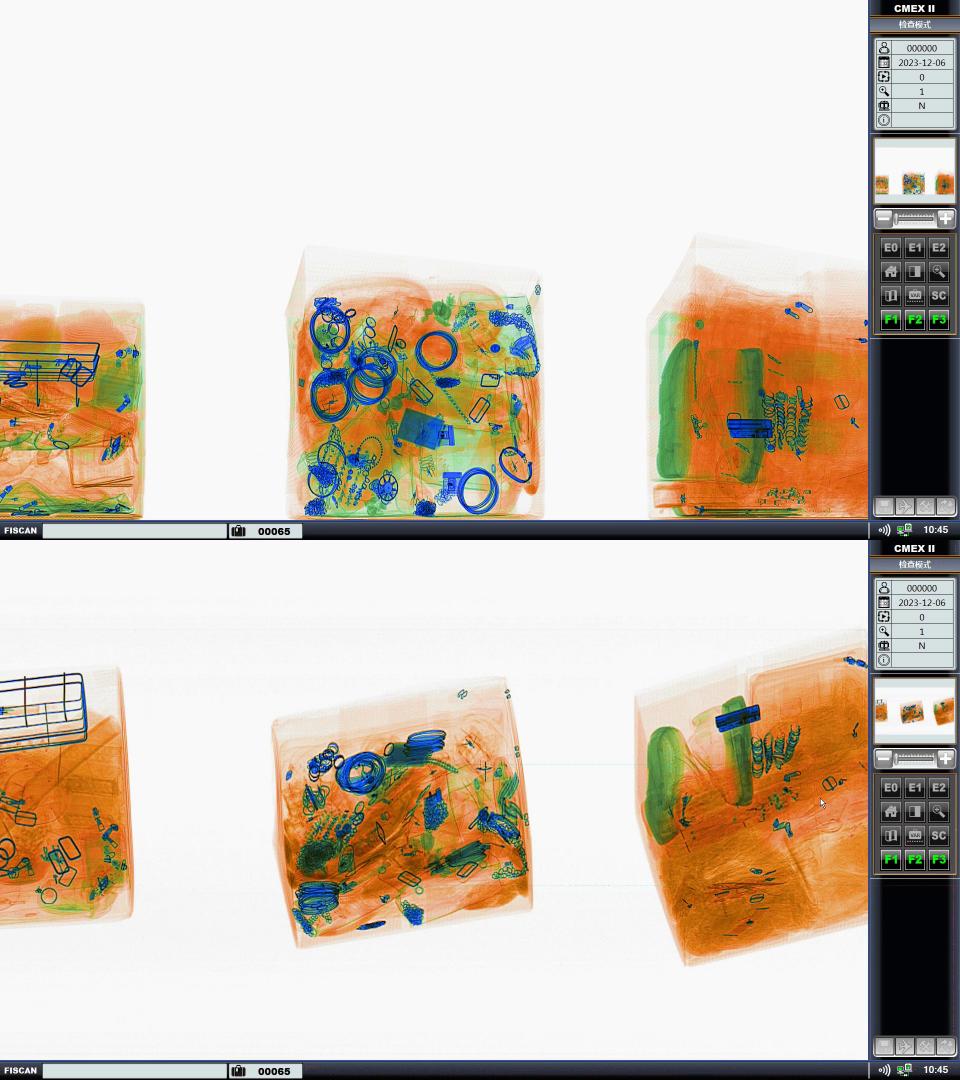 CMEX II
检查模式
000000
2023-12-06
0
1
N
E0 E1 E2
SC
F1 F2 F3
FISCAN
00065
10:45
CMEX II
检查模式
000000
2023-12-06
0
1
N
E0 E1 E2
SC
F1 F2 F3
FISCAN
00065
10:45